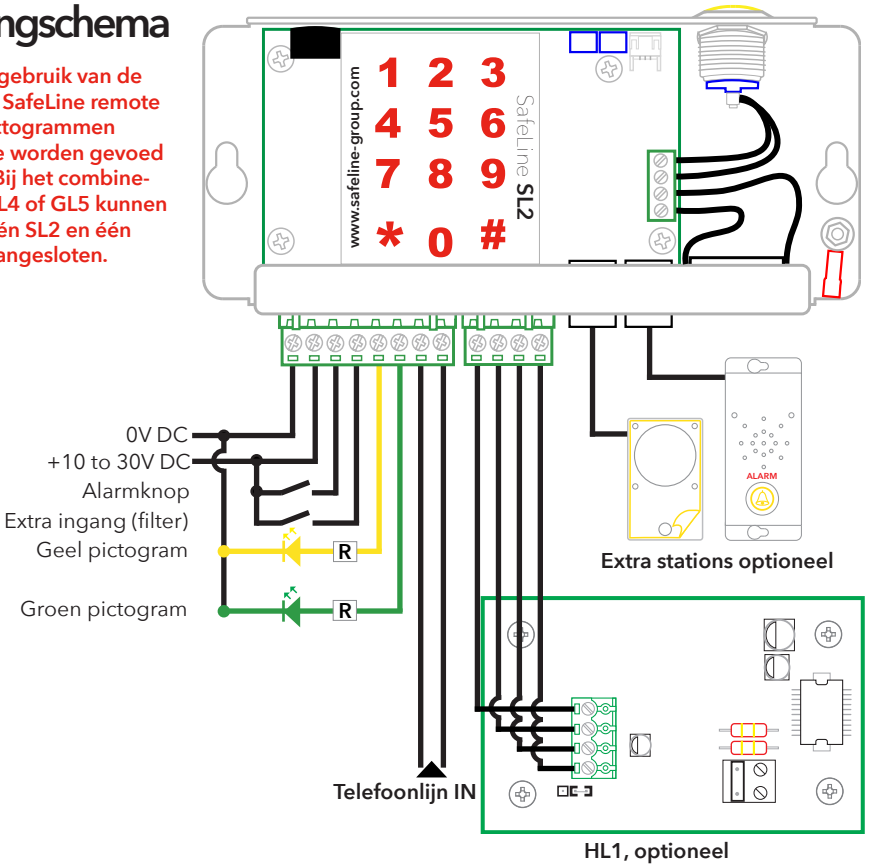 ngschema
gebruik van de
SafeLine remote
ctogrammen
e worden gevoed
Bij het combine-
L4 of GL5 kunnen
én SL2 en één
angesloten.
www.safeline-group.com
1 2 3
4 5 6
7 8 9
* 0 #
SafeLine SL2
0V DC
+10 to 30V DC
Alarmknop
Extra ingang (filter)
Geel pictogram
R
Groen pictogram
R
ALARM
Extra stations optioneel
Telefoonlijn IN
HL1, optioneel